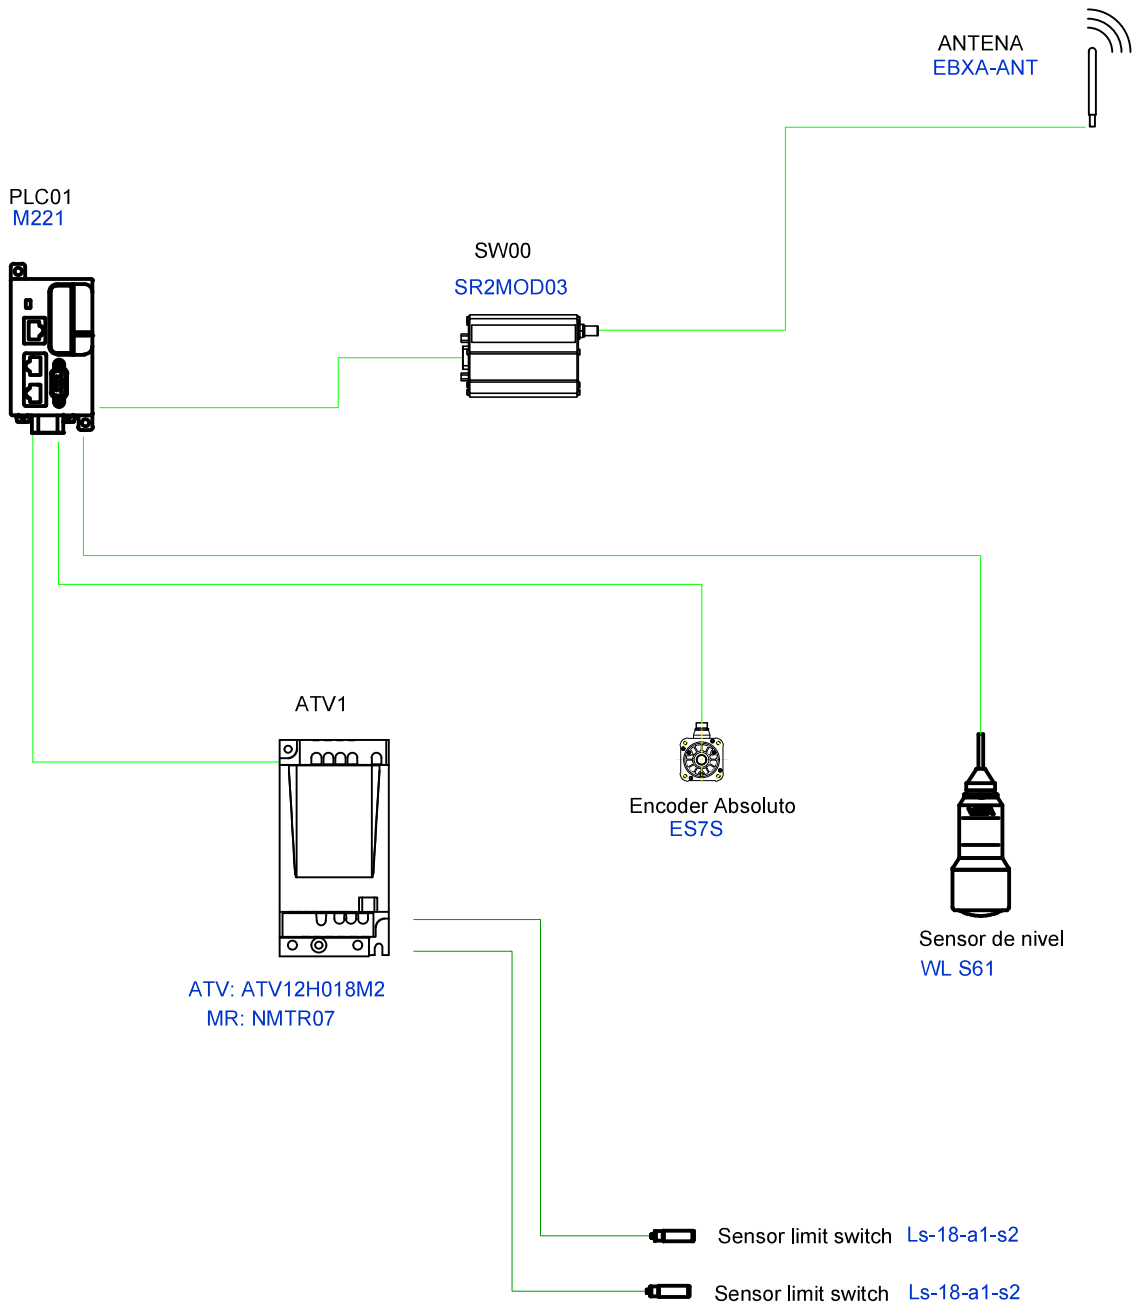 ANTENA
EBXA-ANT
PLC01
M221
SW00
SR2MOD03
ATV1
Encoder Absoluto
ES7S
Sensor de nivel
WL S61
ATV: ATV12H018M2
MR: NMTR07
Sensor limit switch Ls-18-a1-s2
Sensor limit switch Ls-18-a1-s2